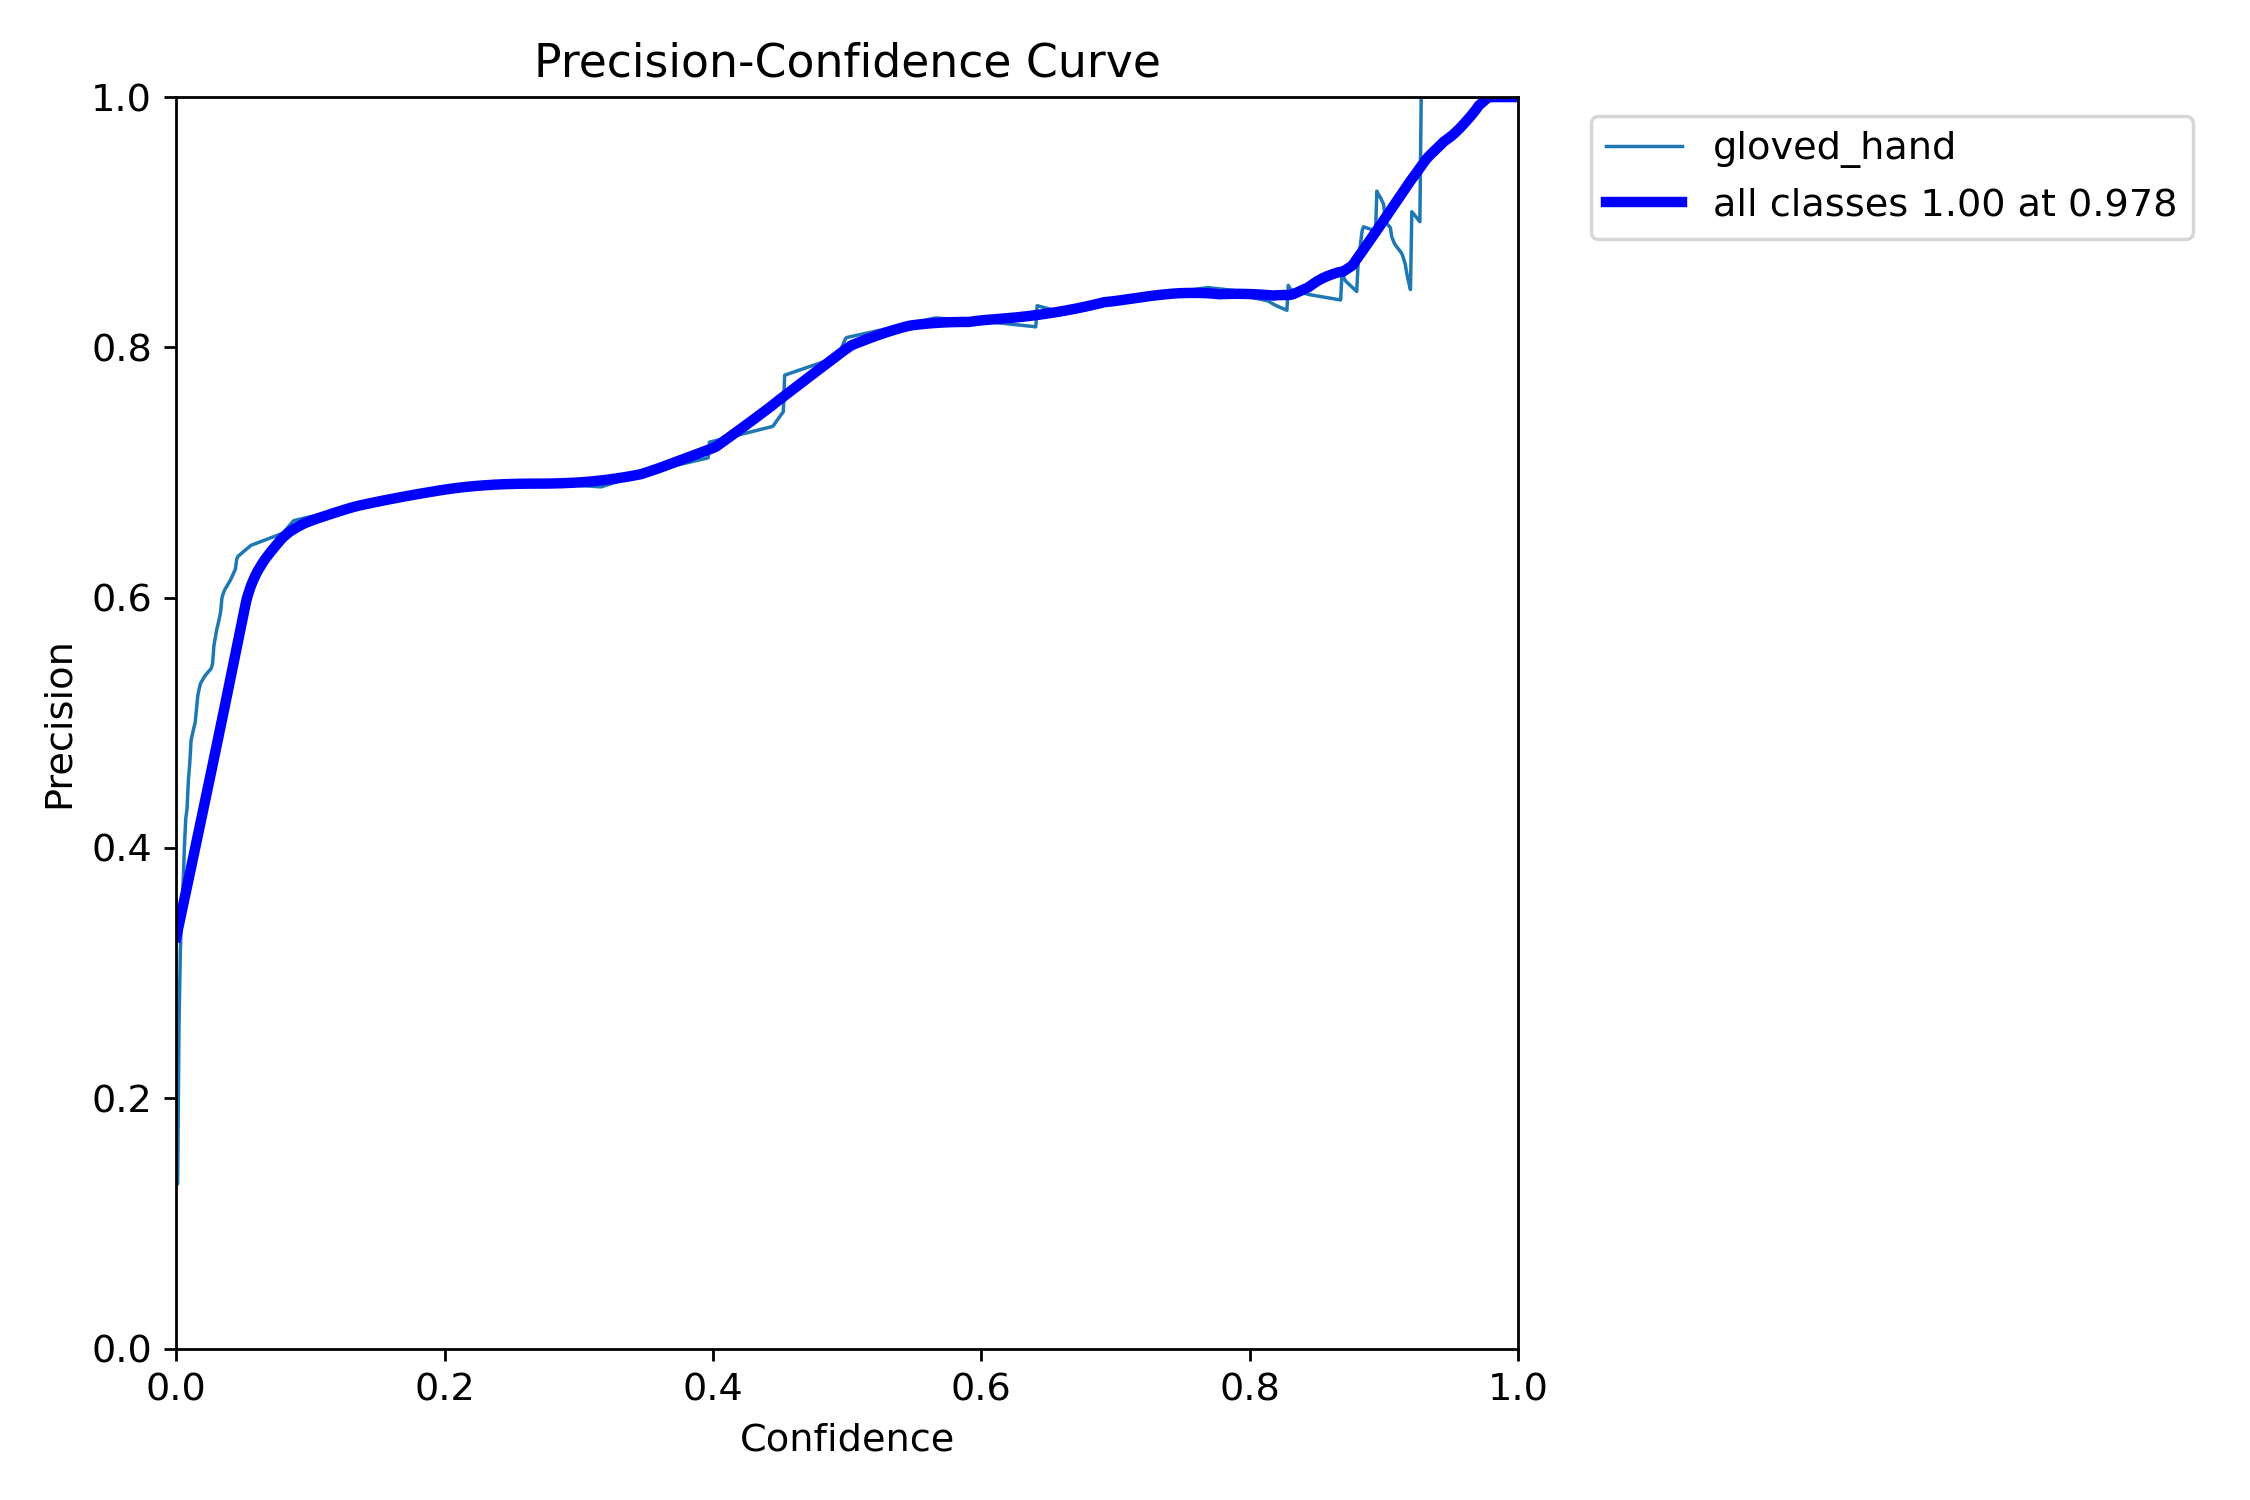 Precision-Confidence Curve
1.0
0.8
0.6
0.4
0.2
0.0
Precision
0.0 0.2 0.4 0.6 0.8 1.0
Confidence
gloved_hand
all classes 1.00 at 0.978